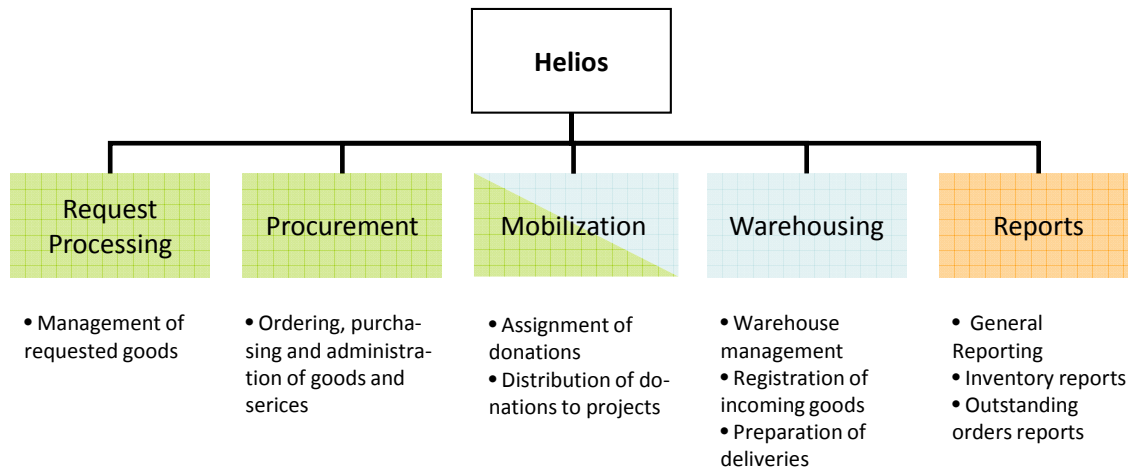 Helios
Request
Processing
Procurement
Mobilization
Warehousing
Reports
• Management of
requested goods
• Ordering, purcha-
sing and administra-
tion of goods and
serices
• Assignment of
donations
• Distribution of do-
nations to projects
• Warehouse
management
• Registration of
incoming goods
• Preparation of
deliveries
• General
Reporting
• Inventory reports
• Outstanding
orders reports